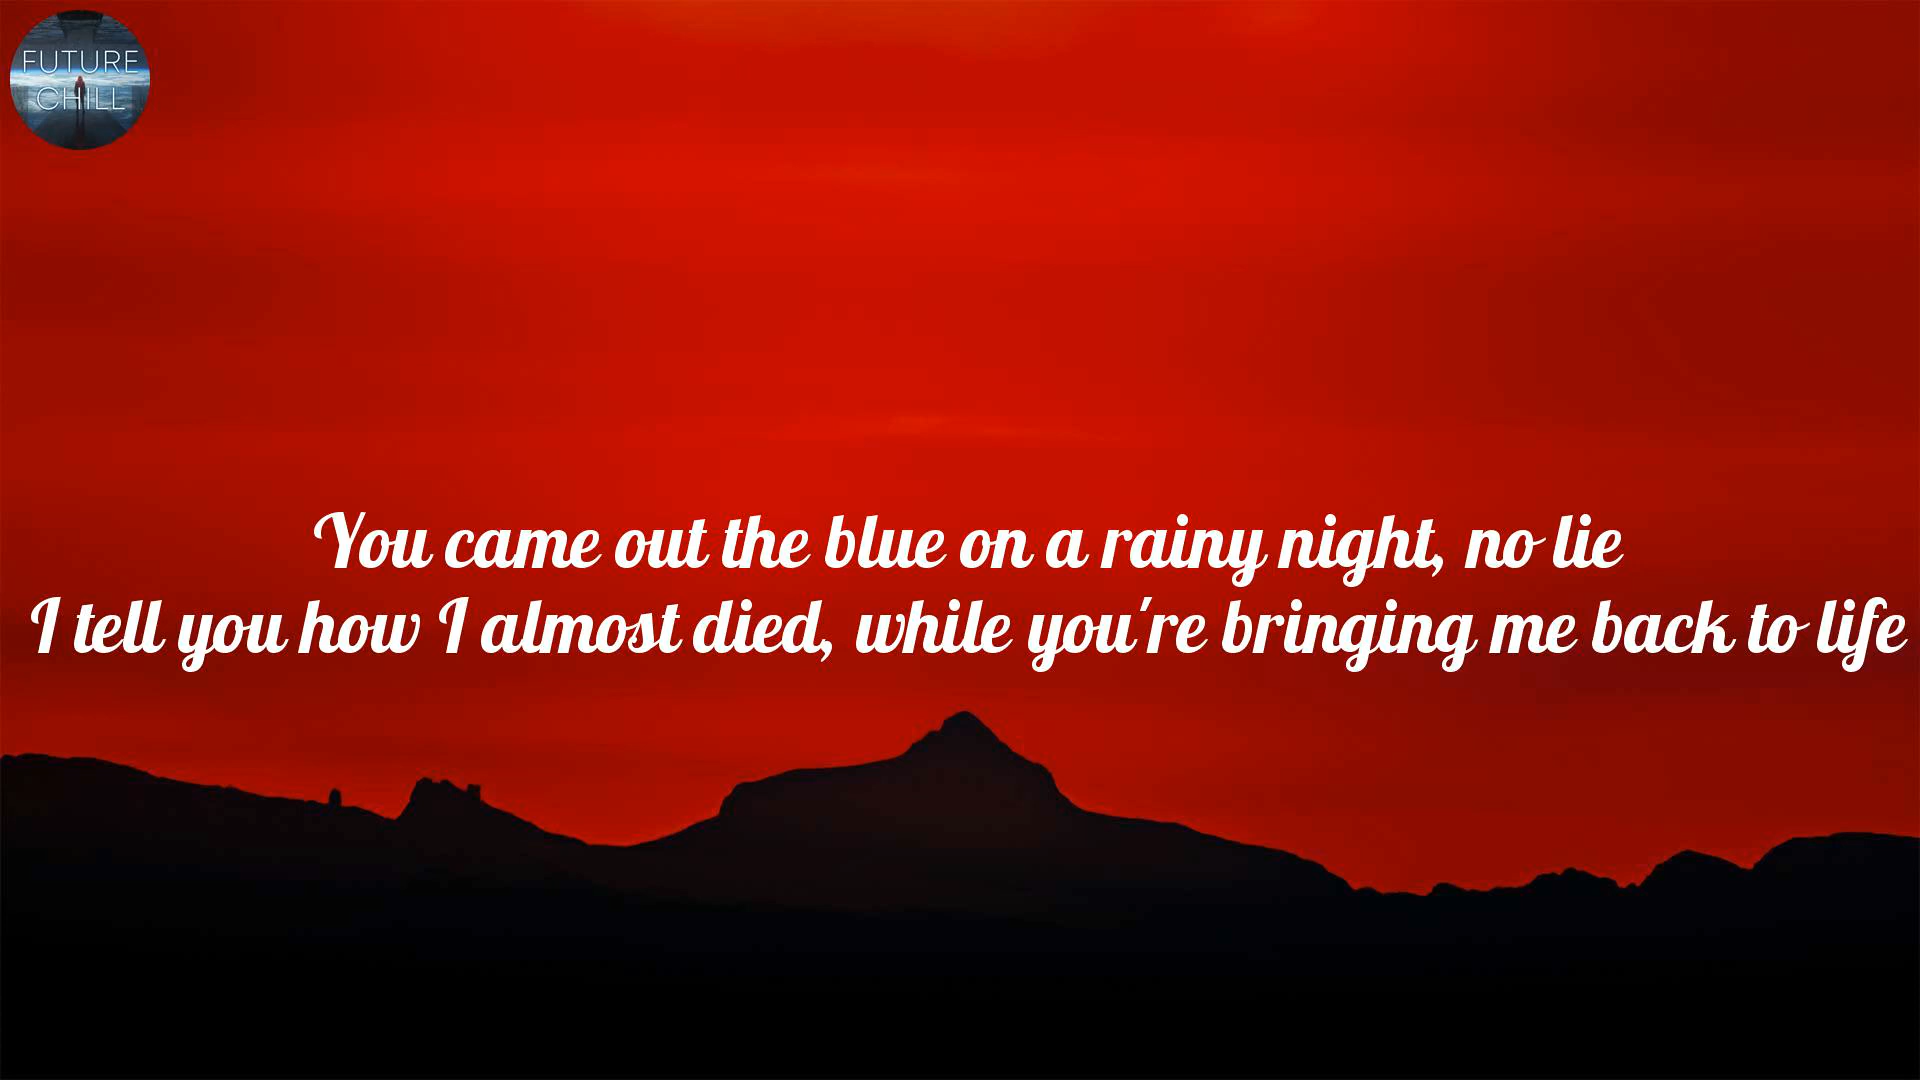 FUTURE
CHILL
You came out the blue on a rainy night, no lie
I tell you how I almost died, while you're bringing me back to life